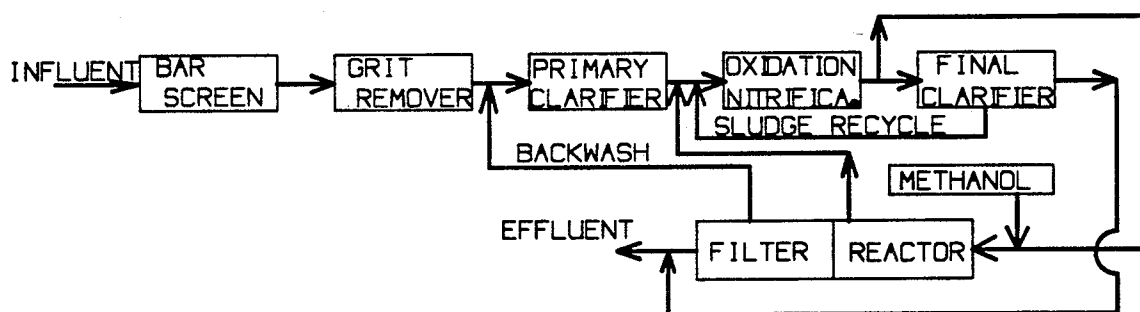 INFLUENT
BAR
SCREEN
GRIT
REMOVER
PRIMARY
CLARIFIER
OXIDATION
NITRIFICA.
FINAL
CLARIFIER
SLUDGE RECYCLE
BACKWASH
METHANOL
EFFLUENT
FILTER
REACTOR